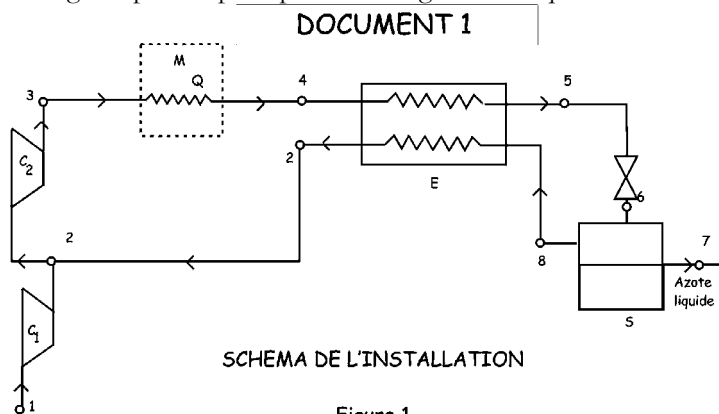 DOCUMENT 1
M
Q
3
4
5
C2
2
E
6
2
8
7
Azote
liquide
S
C1
SCHEMA DE L'INSTALLATION
1
Figure 1